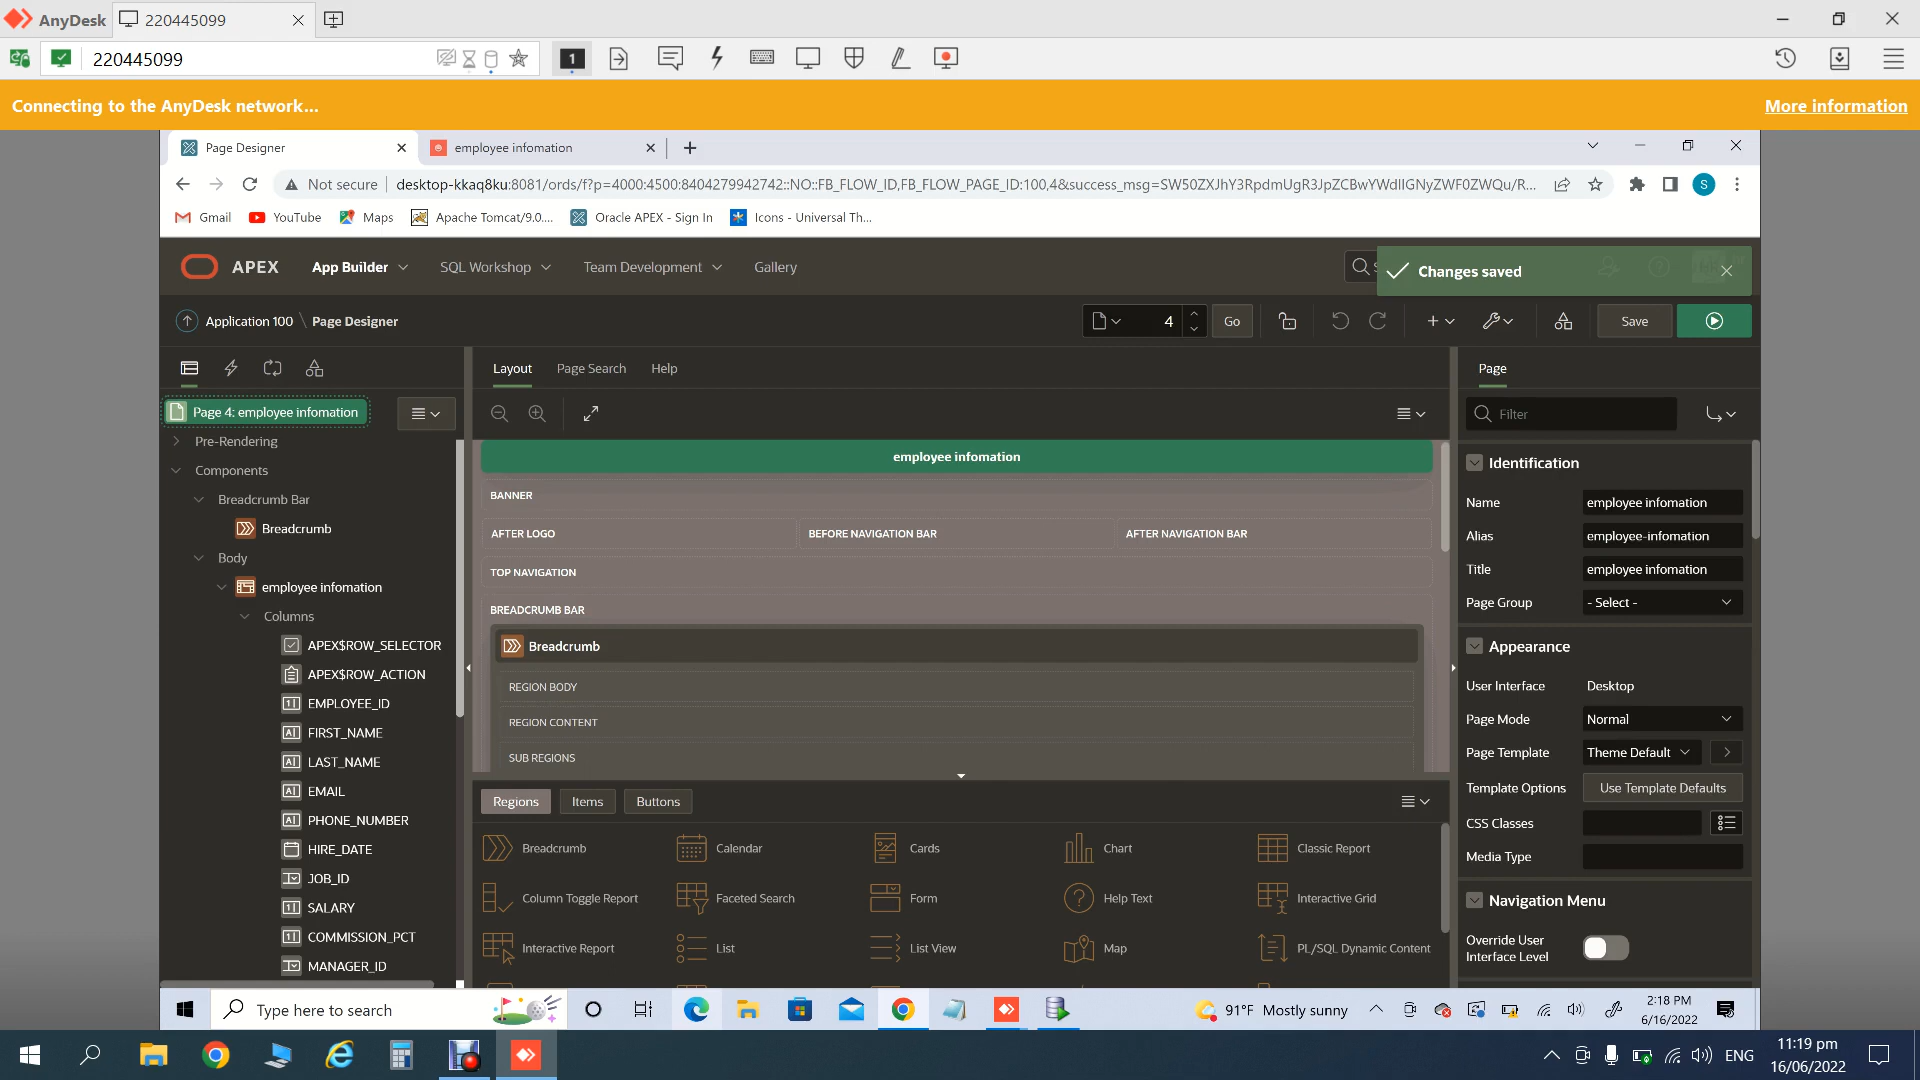 AnyDesk
220445099
220445099
1
Connecting to the AnyDesk network...
More information
Page Designer
employee infomation
Not secure
desktop-kkaq8ku:8081/ords/f?p=4000:4500:8404279942742::NO::FB_FLOW_ID,FB_FLOW_PAGE_ID:100,4&success_msg=SW50ZXJhY3RpdmUgR3JpZCBwYWdlIGNyZWF0ZWQu/R...
S
Gmail
YouTube
Maps
Apache Tomcat/9.0....
Oracle APEX - Sign In
Icons - Universal Th...
APEX
App Builder
SQL Workshop
Team Development
Gallery
Changes saved
Application 100 \ Page Designer
4
Go
Save
Layout
Page Search
Help
Page
Page 4: employee infomation
Filter
Pre-Rendering
Components
Breadcrumb Bar
Breadcrumb
Body
employee infomation
Columns
APEX$ROW_SELECTOR
APEX$ROW_ACTION
EMPLOYEE_ID
FIRST_NAME
LAST_NAME
EMAIL
PHONE_NUMBER
HIRE_DATE
JOB_ID
SALARY
COMMISSION_PCT
MANAGER_ID
employee infomation
BANNER
AFTER LOGO
BEFORE NAVIGATION BAR
AFTER NAVIGATION BAR
TOP NAVIGATION
BREADCRUMB BAR
Breadcrumb
REGION BODY
REGION CONTENT
SUB REGIONS
Regions
Items
Buttons
Breadcrumb
Calendar
Cards
Chart
Classic Report
Column Toggle Report
Faceted Search
Form
Help Text
Interactive Grid
Interactive Report
List
List View
Map
PL/SQL Dynamic Content
Identification
Name
employee infomation
Alias
employee-infomation
Title
employee infomation
Page Group
- Select -
Appearance
User Interface
Desktop
Page Mode
Normal
Page Template
Theme Default
Template Options
Use Template Defaults
CSS Classes
Media Type
Navigation Menu
Override User
Interface Level
Type here to search
91°F Mostly sunny
2:18 PM
6/16/2022
ENG
11:19 pm
16/06/2022